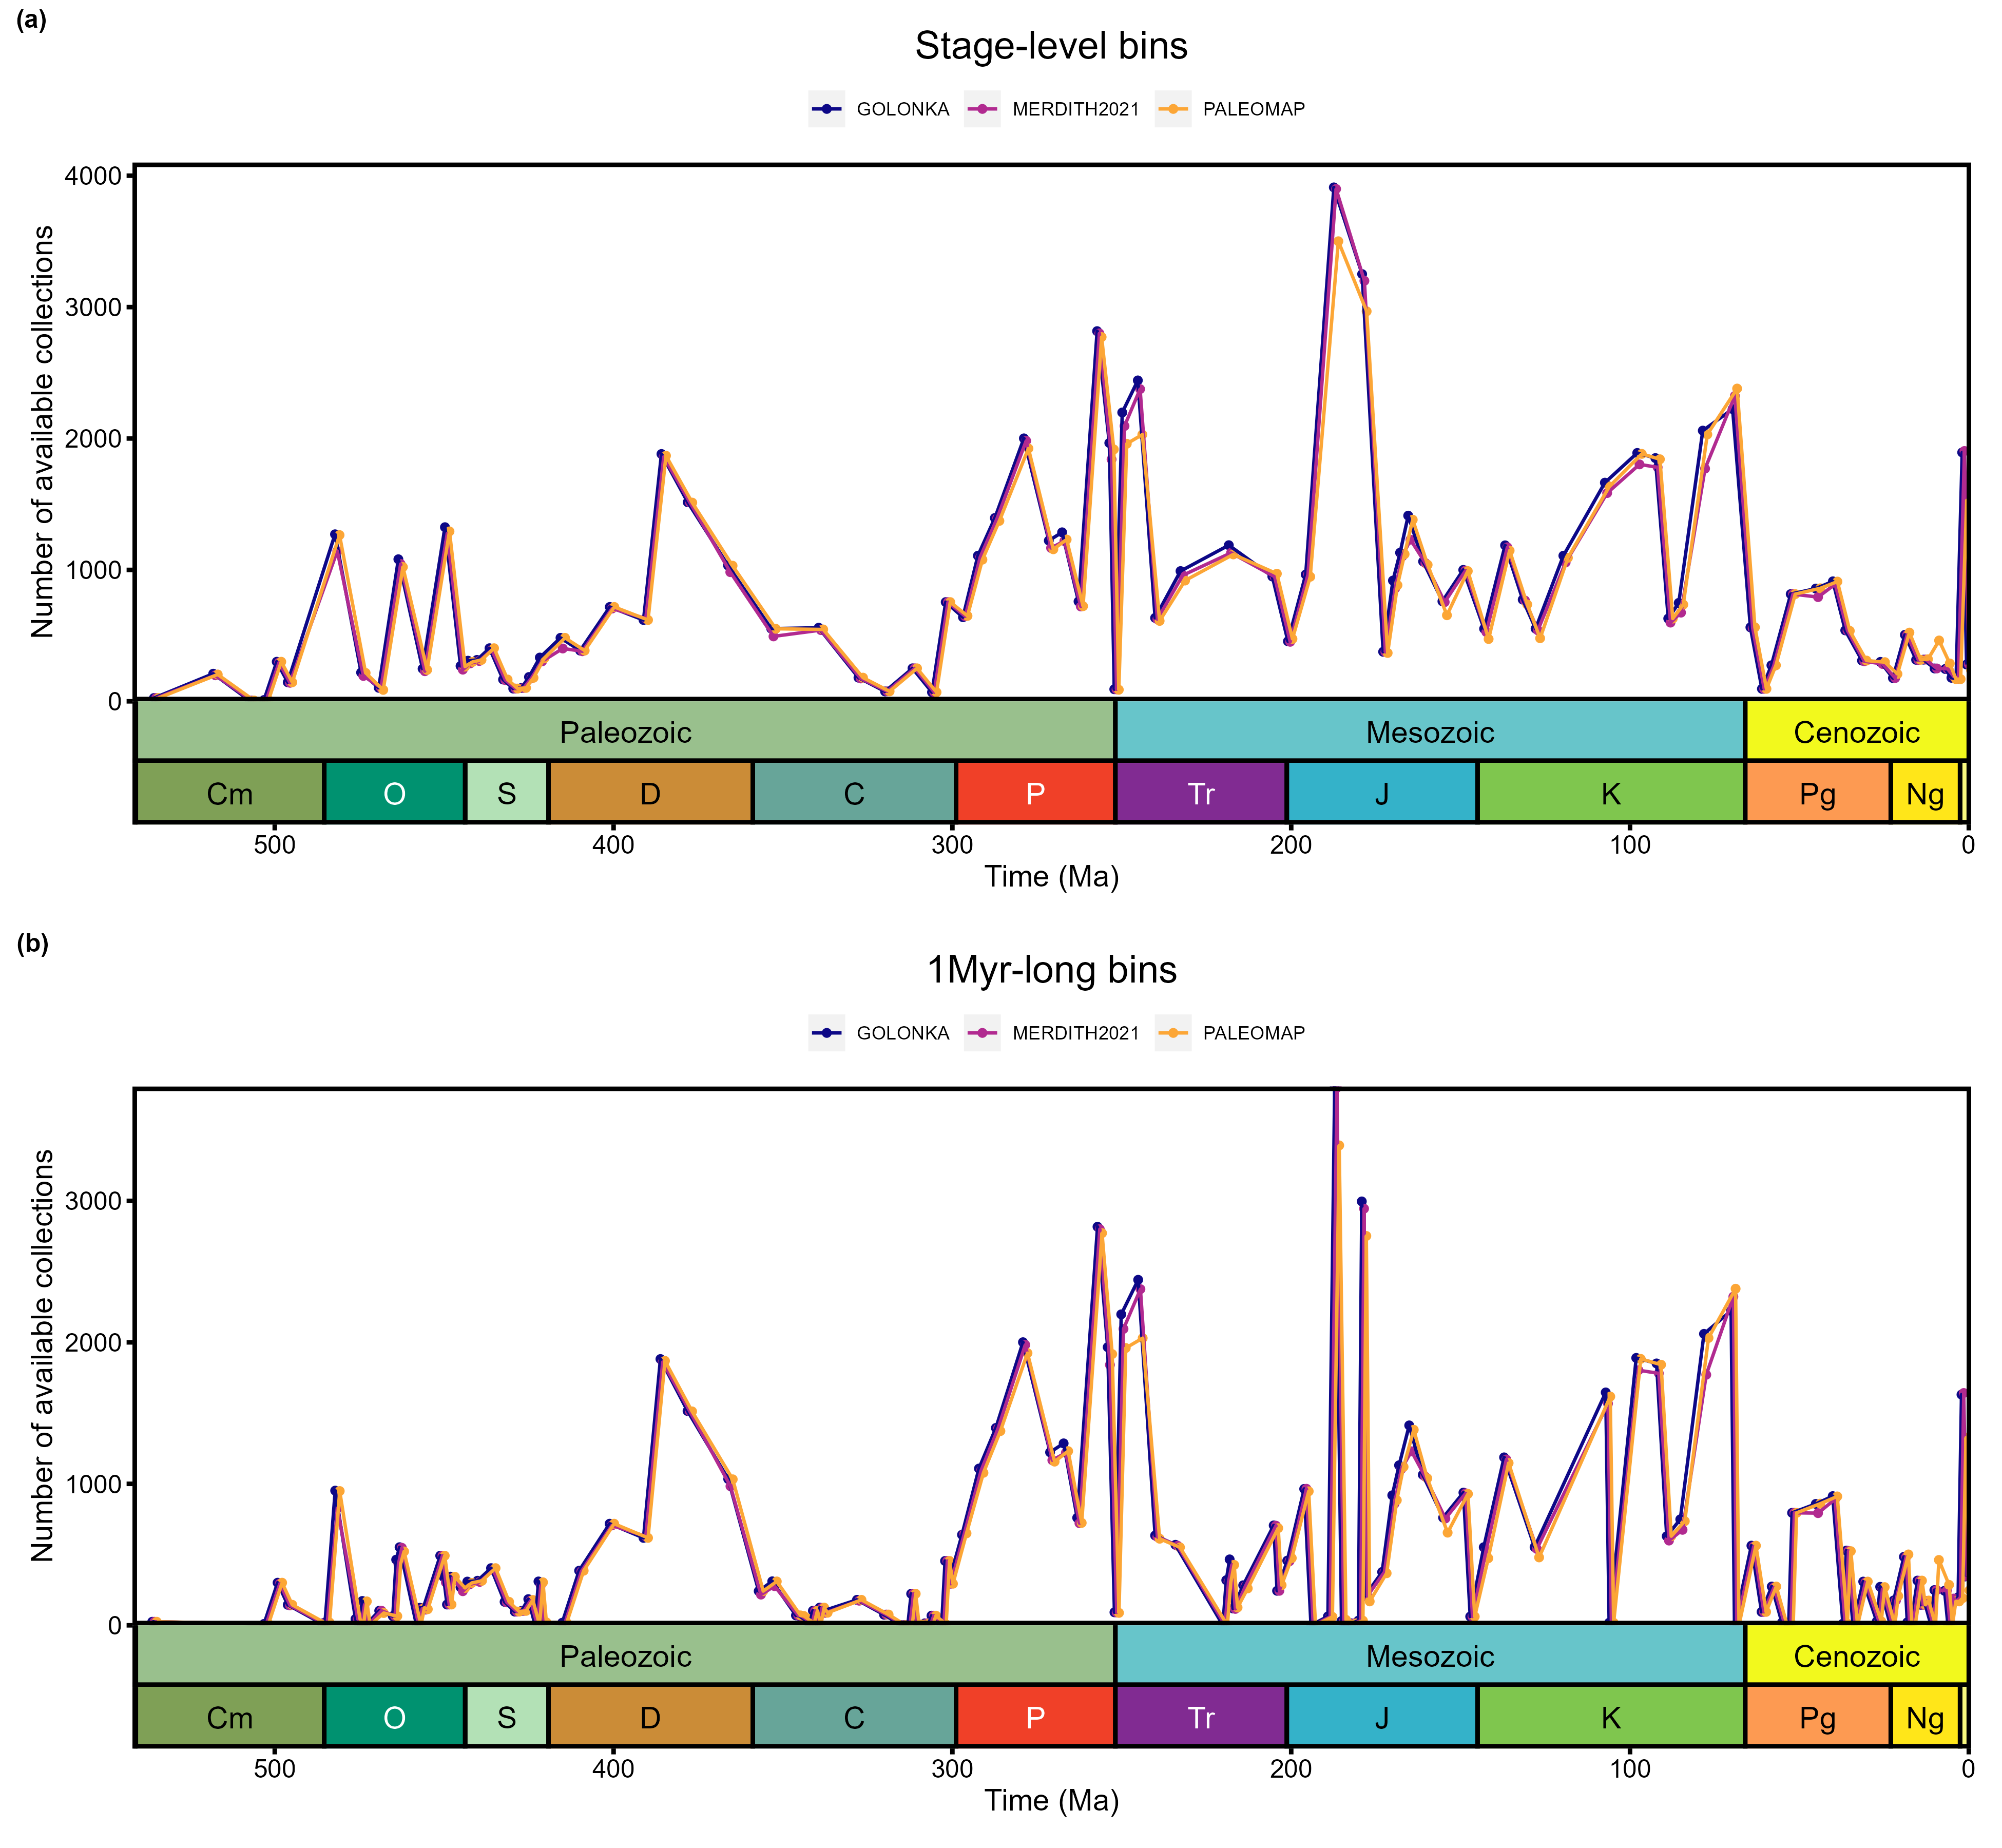 (a)
Stage-level bins
GOLONKA MERDITH2021 PALEOMAP
Number of available collections
4000
3000
2000
1000
0
Paleozoic Mesozoic Cenozoic
Cm O S D C P Tr J K Pg Ng
500 400 300 200 100 0
Time (Ma)
(b)
1Myr-long bins
GOLONKA MERDITH2021 PALEOMAP
Number of available collections
3000
2000
1000
0
Paleozoic Mesozoic Cenozoic
Cm O S D C P Tr J K Pg Ng
500 400 300 200 100 0
Time (Ma)